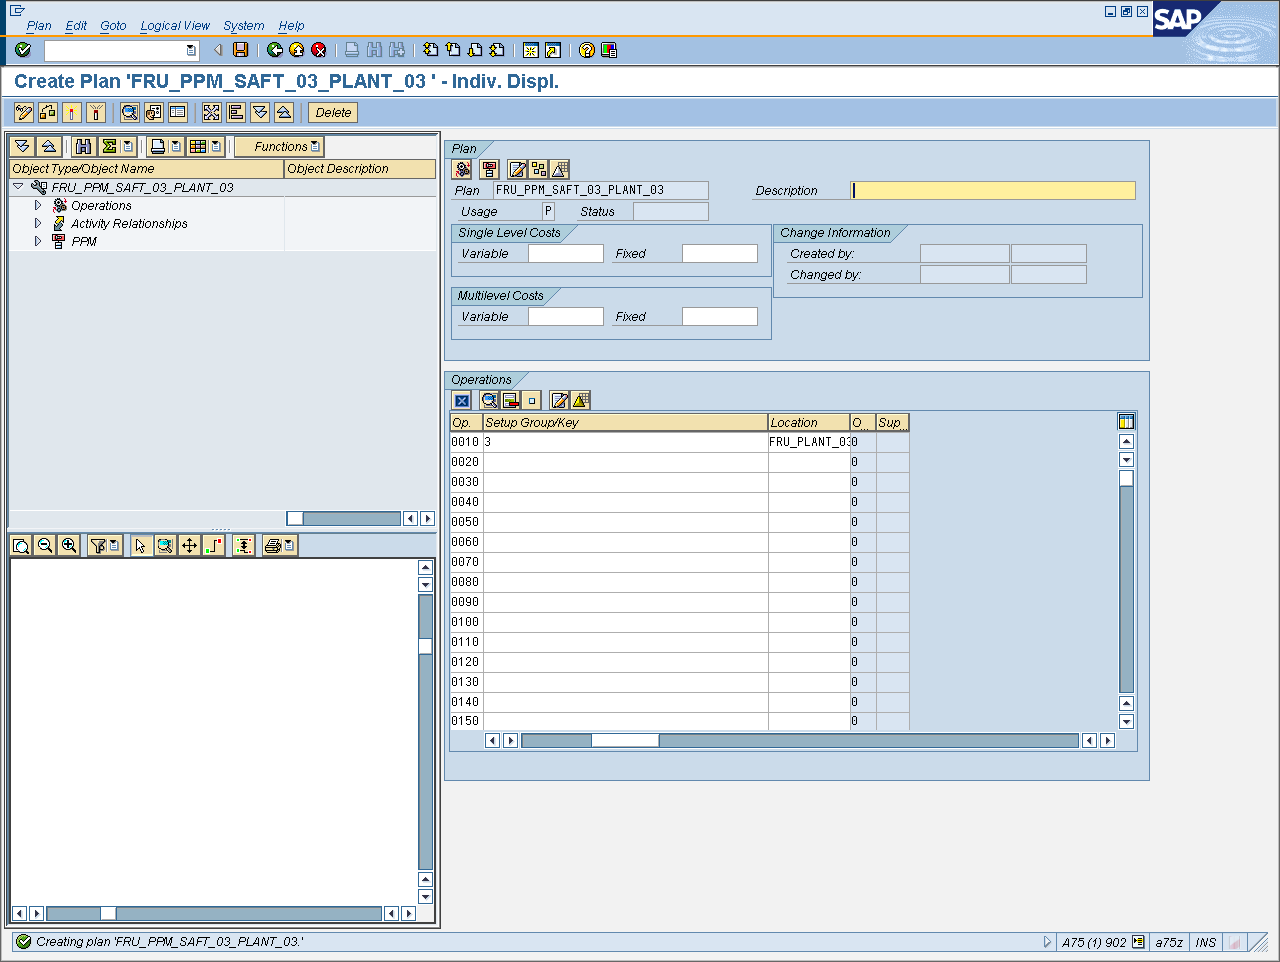 Plan Edit Goto Logical View System Help
SAP
Create Plan 'FRU_PPM_SAFT_03_PLANT_03 ' - Indiv. Displ.
Delete
Functions
Object Type/Object Name Object Description
FRU_PPM_SAFT_03_PLANT_03
Operations
Activity Relationships
PPM
Plan
Plan FRU_PPM_SAFT_03_PLANT_03 Description
Usage P Status
Single Level Costs
Variable Fixed
Change Information
Created by:
Changed by:
Multilevel Costs
Variable Fixed
Operations
Op. Setup Group/Key Location O... Sup...
0010 3 FRU_PLANT_03 0
0020 0
0030 0
0040 0
0050 0
0060 0
0070 0
0080 0
0090 0
0100 0
0110 0
0120 0
0130 0
0140 0
0150 0
Creating plan 'FRU_PPM_SAFT_03_PLANT_03.'
A75 (1) 902 a75z INS